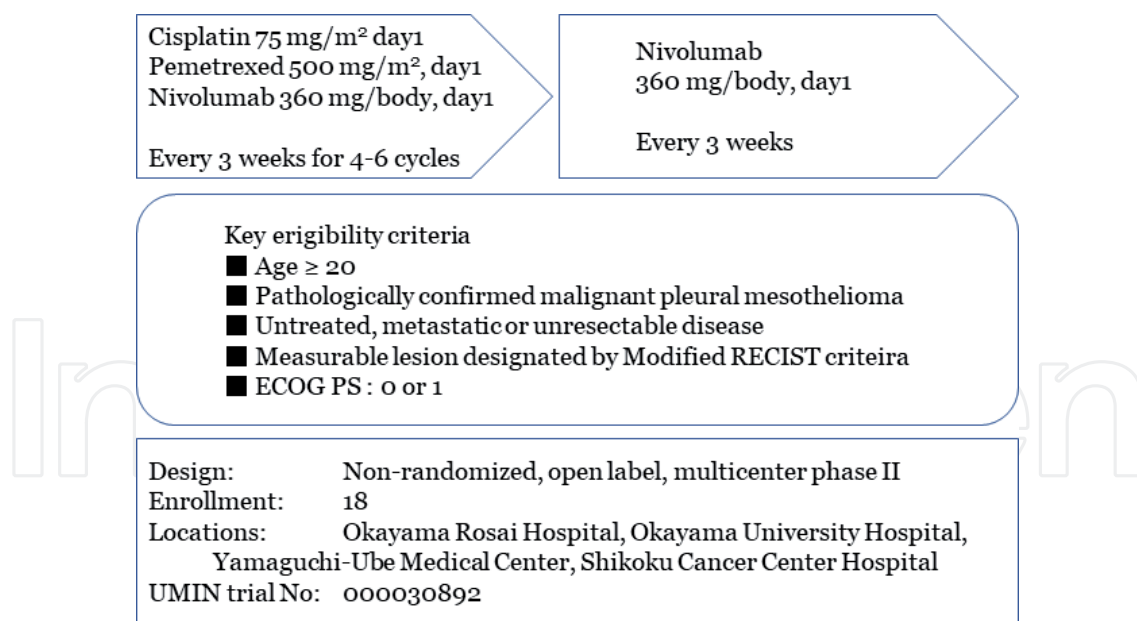 Cisplatin 75 mg/m² day1
Pemetrexed 500 mg/m², day1
Nivolumab 360 mg/body, day1
Every 3 weeks for 4-6 cycles
Nivolumab
360 mg/body, day1
Every 3 weeks
Key erigibility criteria
■ Age ≥ 20
■ Pathologically confirmed malignant pleural mesothelioma
■ Untreated, metastatic or unresectable disease
■ Measurable lesion designated by Modified RECIST criteira
■ ECOG PS : 0 or 1
Design: Non-randomized, open label, multicenter phase II
Enrollment: 18
Locations: Okayama Rosai Hospital, Okayama University Hospital,
Yamaguchi-Ube Medical Center, Shikoku Cancer Center Hospital
UMIN trial No: 000030892